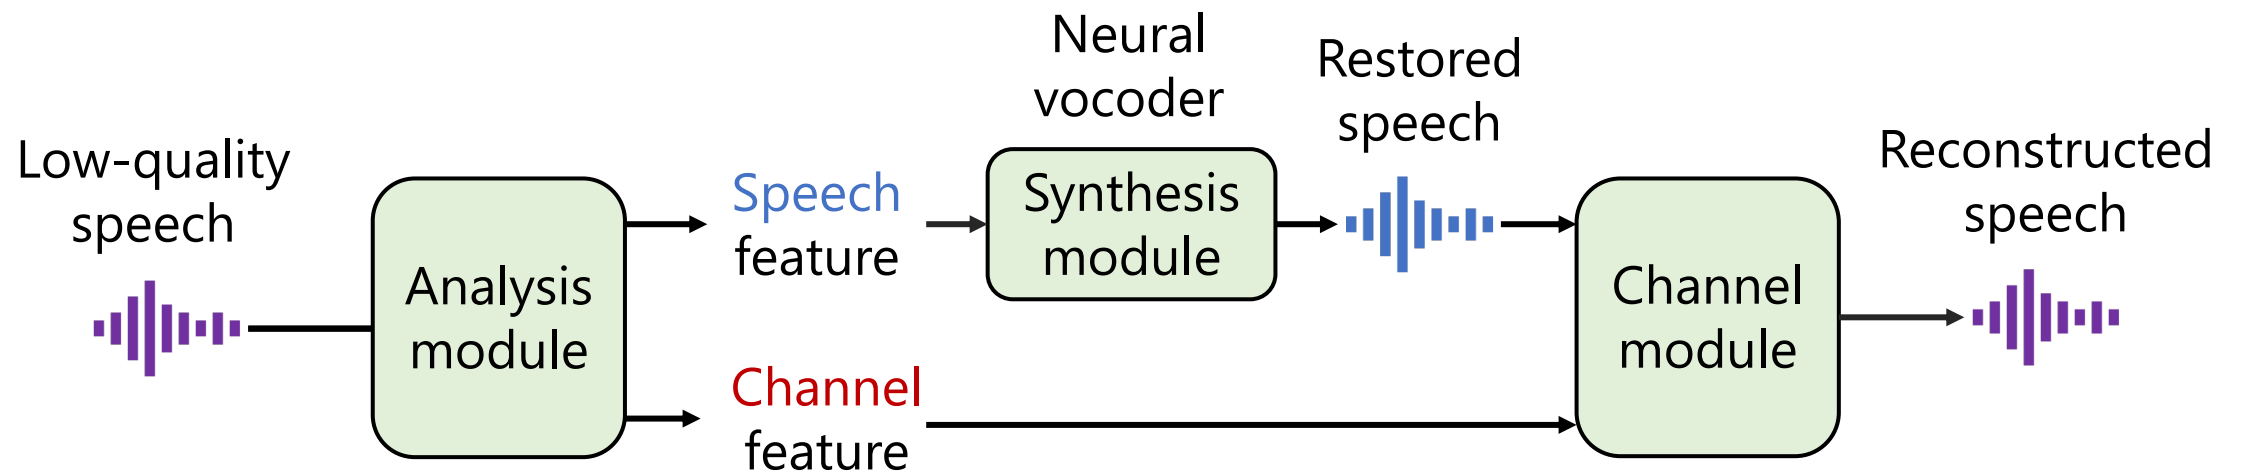 Low-quality
speech
Analysis
module
Speech
feature
Channel
feature
Neural
vocoder
Synthesis
module
Restored
speech
Channel
module
Reconstructed
speech